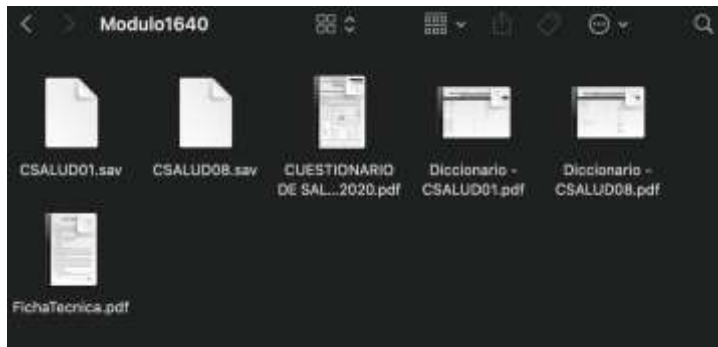 Modulo1640
CSALUD01.sav
CSALUD08.sav
CUESTIONARIO
DE SAL...2020.pdf
Diccionario -
CSALUD01.pdf
Diccionario -
CSALUD08.pdf
FichaTecnica.pdf